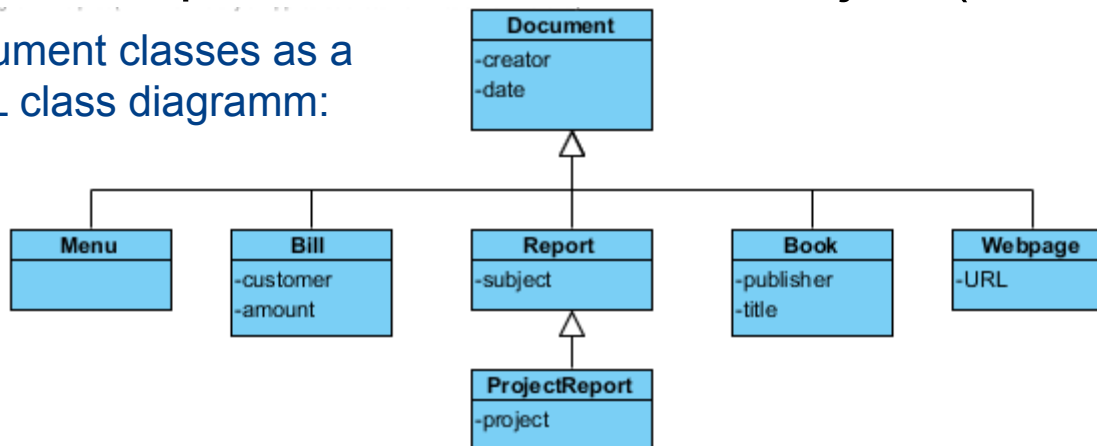 Document
-creator
-date
ument classes as a
L class diagramm:
Menu
Bill
-customer
-amount
Report
-subject
Book
-publisher
-title
Webpage
-URL
ProjectReport
-project